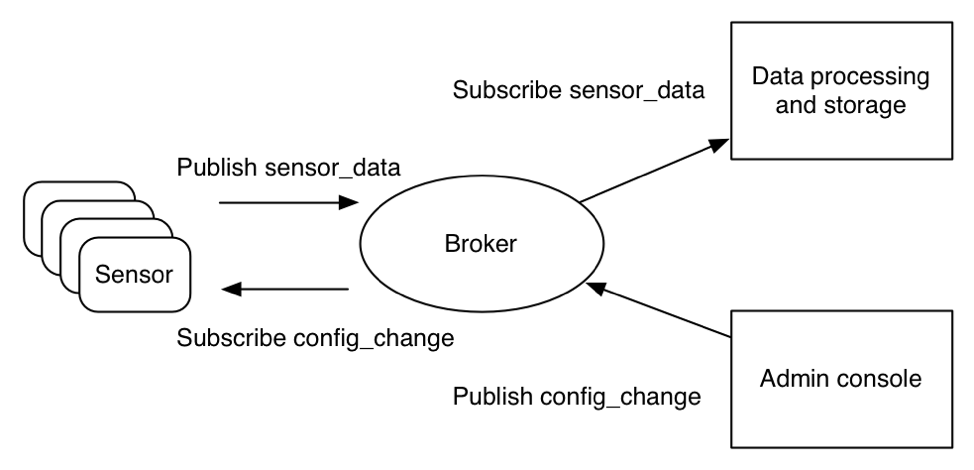 Subscribe sensor_data
Data processing
and storage
Publish sensor_data
Broker
Sensor
Subscribe config_change
Publish config_change
Admin console